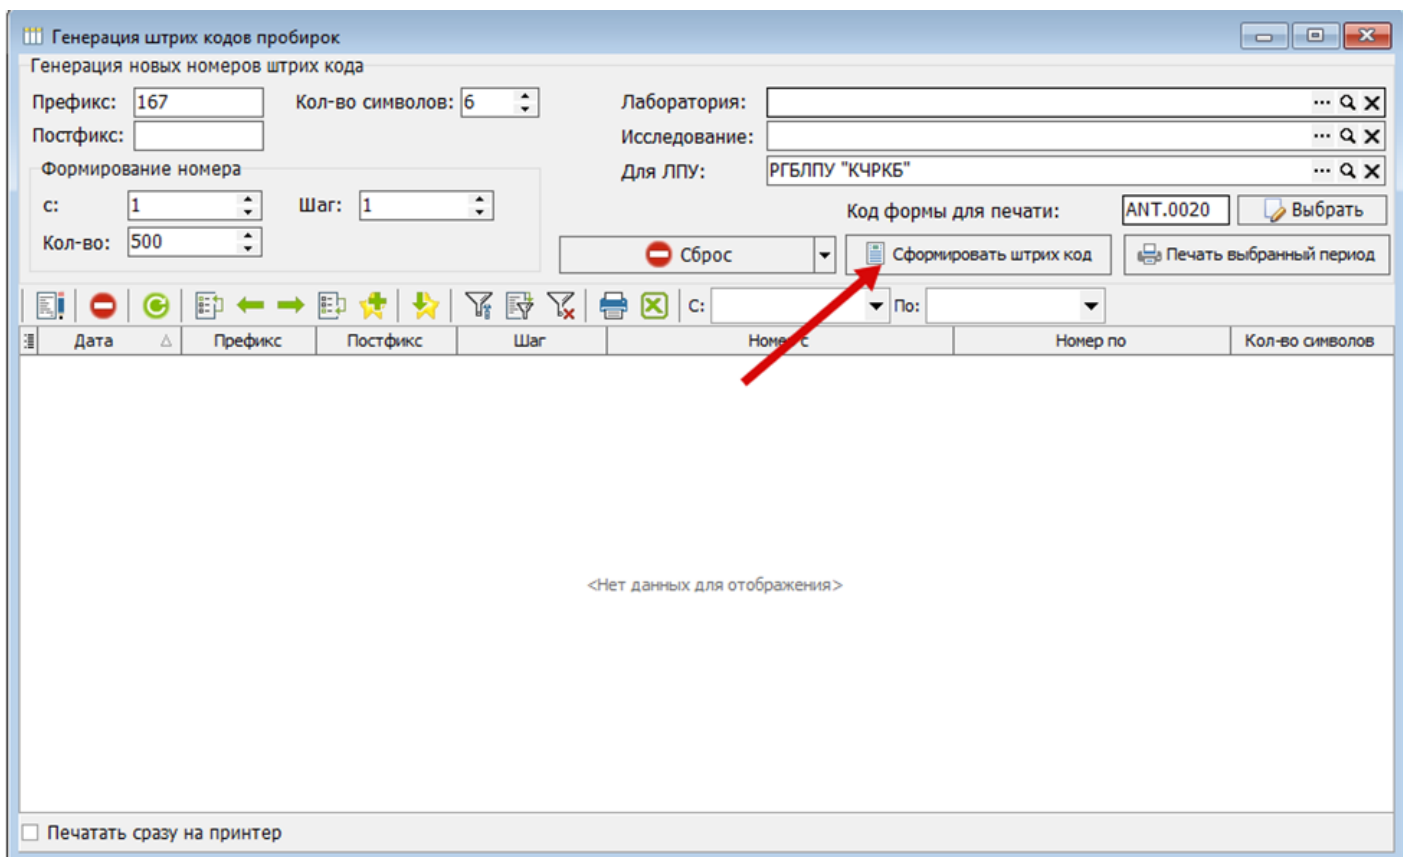 Генерация штрих кодов пробирок
Генерация новых номеров штрих кода
Префикс: 167 Кол-во символов: 6 Лаборатория:
Постфикс: Исследование:
Формирование номера Для ЛПУ: РГБЛПУ "КЧРКБ"
с: 1 Шаг: 1 Код формы для печати: ANT.0020 Выбрать
Кол-во: 500 Сброс Сформировать штрих код Печать выбранный период
С: По:
Дата Префикс Постфикс Шаг Номер с Номер по Кол-во символов
<Нет данных для отображения>
Печатать сразу на принтер